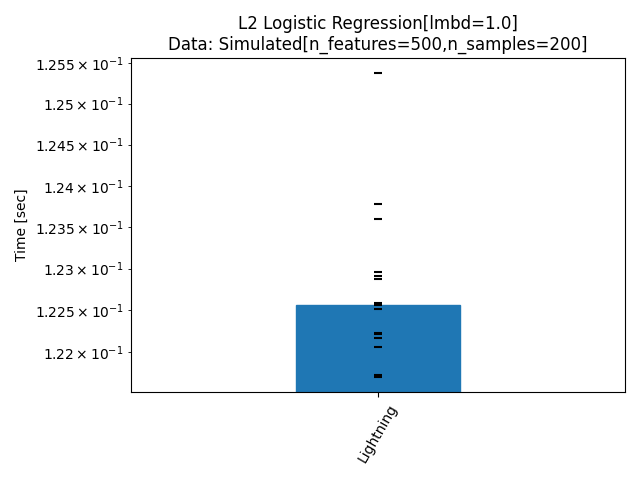 L2 Logistic Regression[lmbd=1.0]
Data: Simulated[n_features=500,n_samples=200]
1.255 × 10⁻¹
1.25 × 10⁻¹
1.245 × 10⁻¹
1.24 × 10⁻¹
1.235 × 10⁻¹
1.23 × 10⁻¹
1.225 × 10⁻¹
1.22 × 10⁻¹
Time [sec]
Lightning